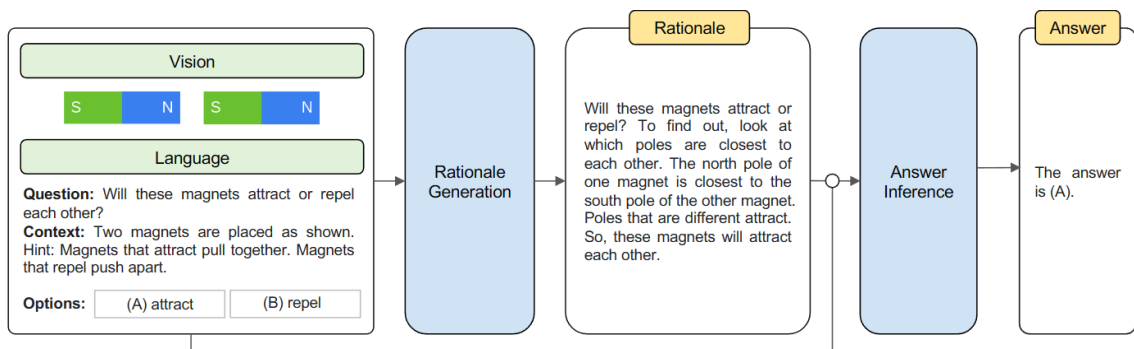 Vision
S N S N
Language
Question: Will these magnets attract or repel
each other?
Context: Two magnets are placed as shown.
Hint: Magnets that attract pull together. Magnets
that repel push apart.
Options: (A) attract (B) repel
Rationale
Generation
Rationale
Will these magnets attract or
repel? To find out, look at
which poles are closest to
each other. The north pole of
one magnet is closest to the
south pole of the other magnet.
Poles that are different attract.
So, these magnets will attract
each other.
Answer
Inference
Answer
The answer
is (A).